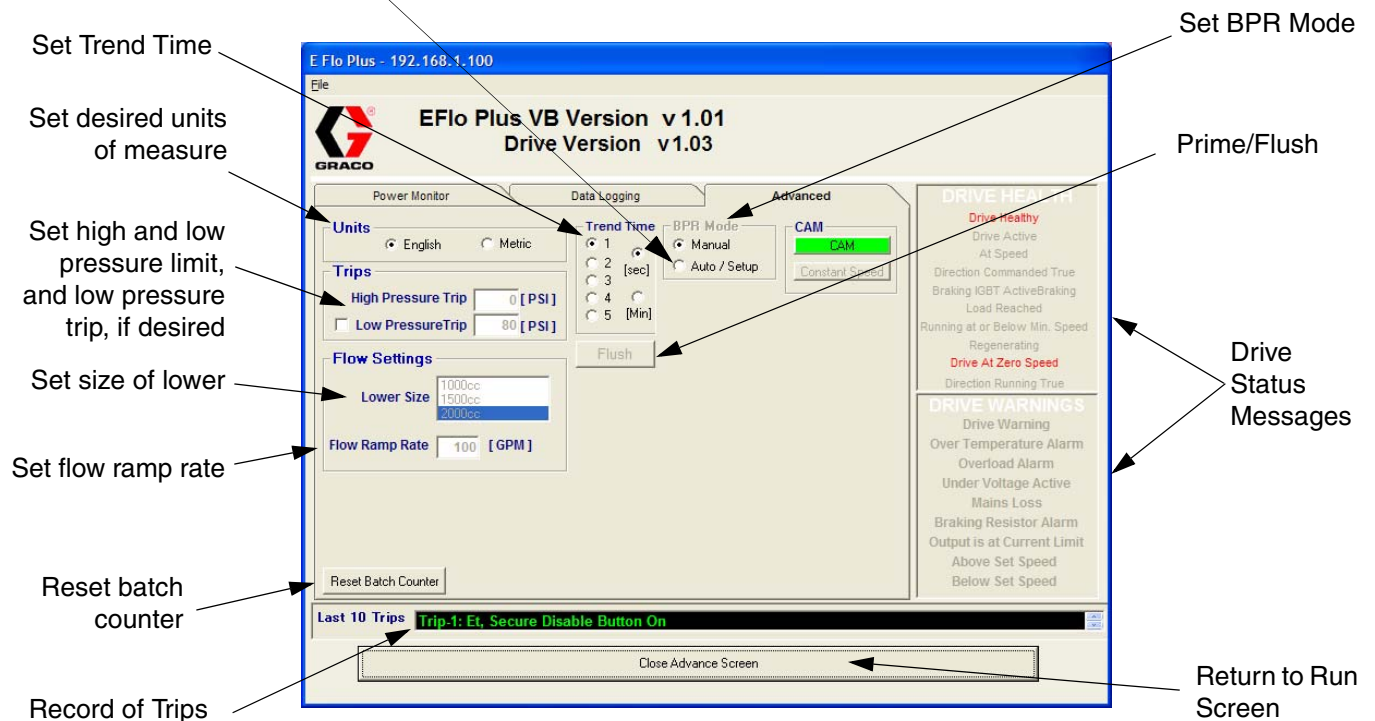 Set Trend Time
Set desired units
of measure
Set high and low
pressure limit,
and low pressure
trip, if desired
Set size of lower
Set flow ramp rate
Reset batch
counter
Record of Trips
E Flo Plus - 192.168.1.100
File
GRACO
®
EFlo Plus VB Version v 1.01
Drive Version v1.03
Power Monitor
Data Logging
Advanced
Units
English
Metric
Trips
High Pressure Trip 0 [PSI]
Low PressureTrip 80 [PSI]
Flow Settings
Lower Size
1000cc
1500cc
2000cc
Flow Ramp Rate 100 [GPM]
Trend Time
1
2
3
4
5
[sec]
[Min]
BPR Mode
Manual
Auto / Setup
CAM
CAM
Constant Speed
Flush
Reset Batch Counter
DRIVE HEALTH
Drive Healthy
Drive Active
At Speed
Direction Commanded True
Braking IGBT ActiveBraking
Load Reached
Running at or Below Min. Speed
Regenerating
Drive At Zero Speed
Direction Running True
DRIVE WARNINGS
Drive Warning
Over Temperature Alarm
Overload Alarm
Under Voltage Active
Mains Loss
Braking Resistor Alarm
Output is at Current Limit
Above Set Speed
Below Set Speed
Last 10 Trips
Trip-1: Et, Secure Disable Button On
Close Advance Screen
Set BPR Mode
Prime/Flush
Drive
Status
Messages
Return to Run
Screen